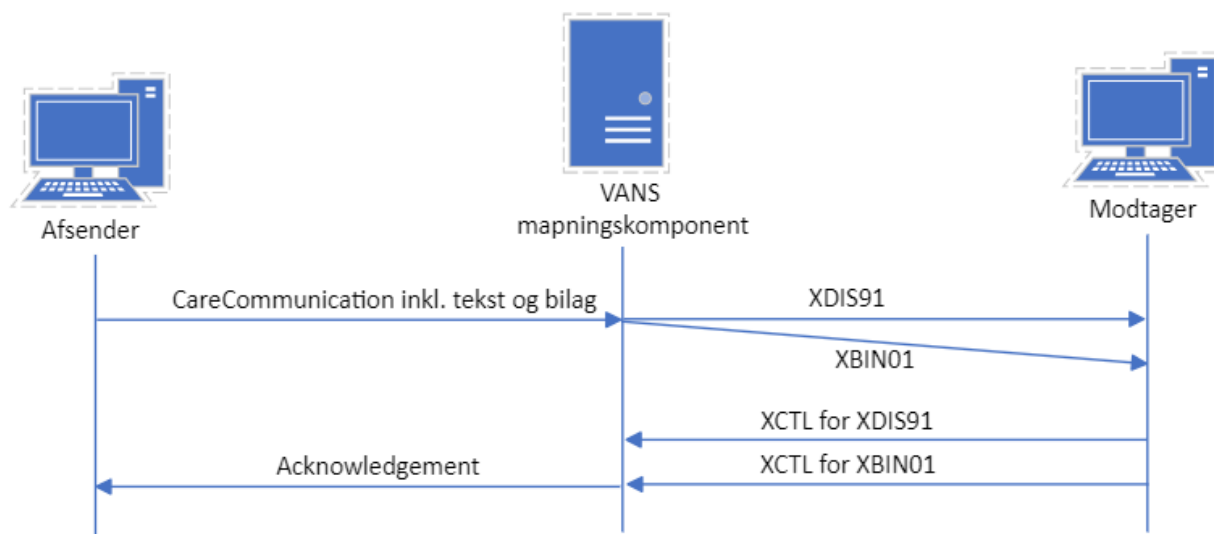 Afsender
VANS
mapningskomponent
Modtager
CareCommunication inkl. tekst og bilag
XDIS91
XBIN01
XCTL for XDIS91
Acknowledgement
XCTL for XBIN01